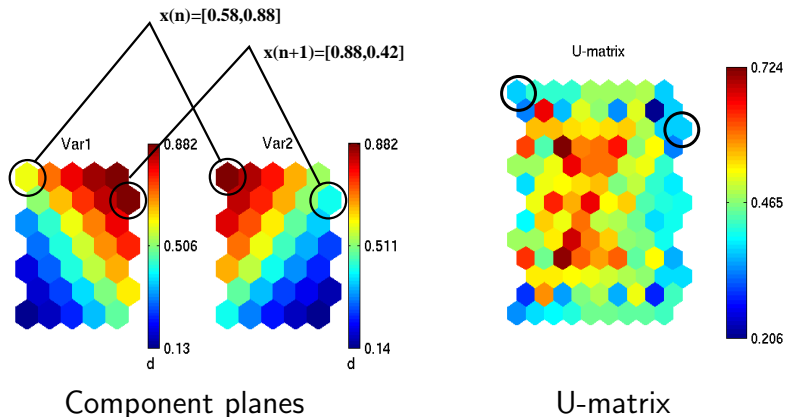 x(n)=[0.58,0.88]
x(n+1)=[0.88,0.42]
Var1
0.882
0.506
0.13
d
Var2
0.882
0.511
0.14
d
Component planes
U-matrix
0.724
0.465
0.206
U-matrix